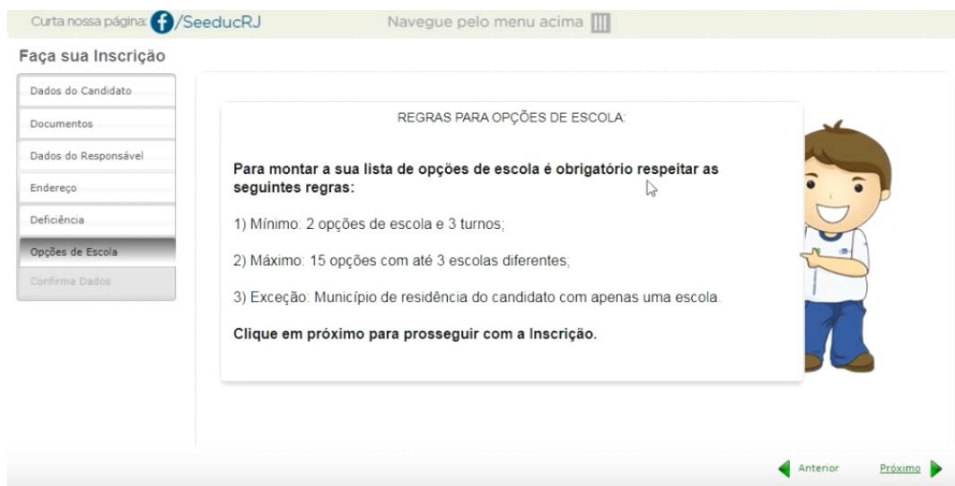 Curta nossa página: f/SeeducRJ
Navegue pelo menu acima
Faça sua Inscrição
Dados do Candidato
Documentos
Dados do Responsável
Endereço
Deficiência
Opções de Escola
Confirma Dados
REGRAS PARA OPÇÕES DE ESCOLA:
Para montar a sua lista de opções de escola é obrigatório respeitar as
seguintes regras:
1) Mínimo: 2 opções de escola e 3 turnos;
2) Máximo: 15 opções com até 3 escolas diferentes;
3) Exceção: Município de residência do candidato com apenas uma escola.
Clique em próximo para prosseguir com a Inscrição.
Anterior
Próximo